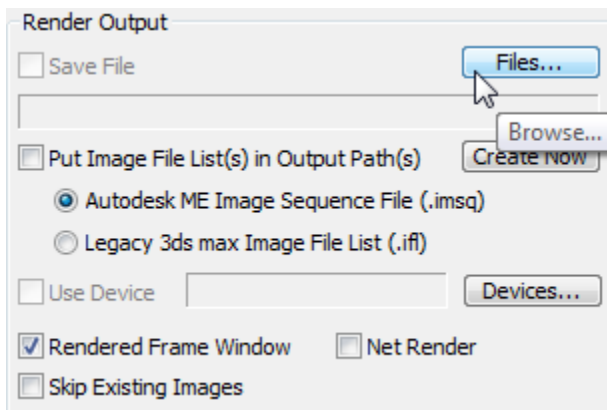 Render Output
Save File
Files...
Browse...
Put Image File List(s) in Output Path(s)
Create Now
Autodesk ME Image Sequence File (.imsq)
Legacy 3ds max Image File List (.ifl)
Use Device
Devices...
Rendered Frame Window
Net Render
Skip Existing Images